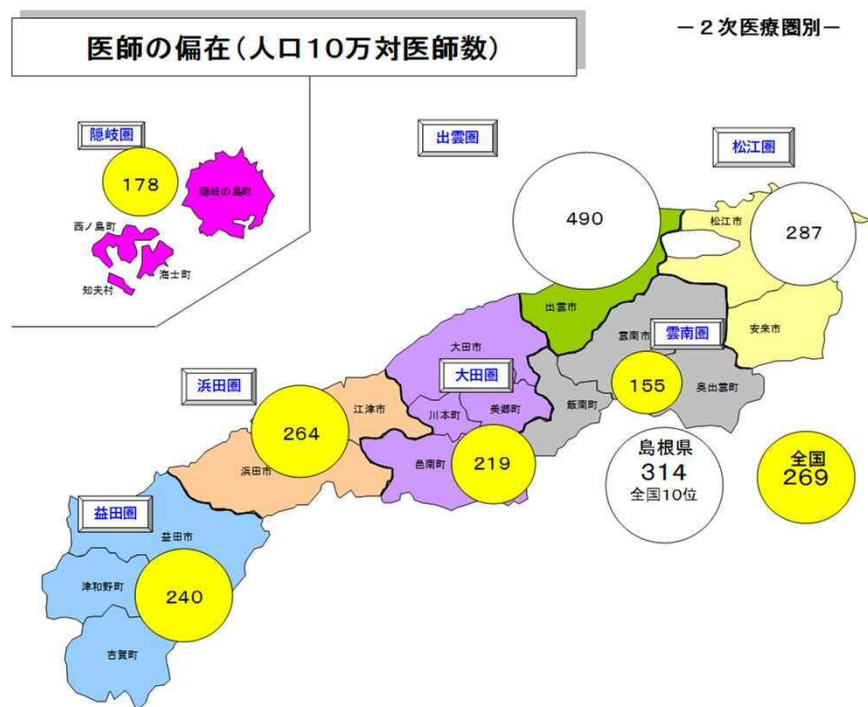 医師の偏在（人口10万対医師数）
－２次医療圏別－
隠岐圏
178
隠岐の島町
西ノ島町
海士町
知夫村
出雲圏
490
出雲市
松江圏
松江市
287
安来市
雲南圏
雲南市
155
奥出雲町
飯南町
大田圏
大田市
川本町
美郷町
邑南町
219
浜田圏
江津市
264
浜田市
益田圏
益田市
津和野町
240
吉賀町
島根県
314
全国10位
全国
269